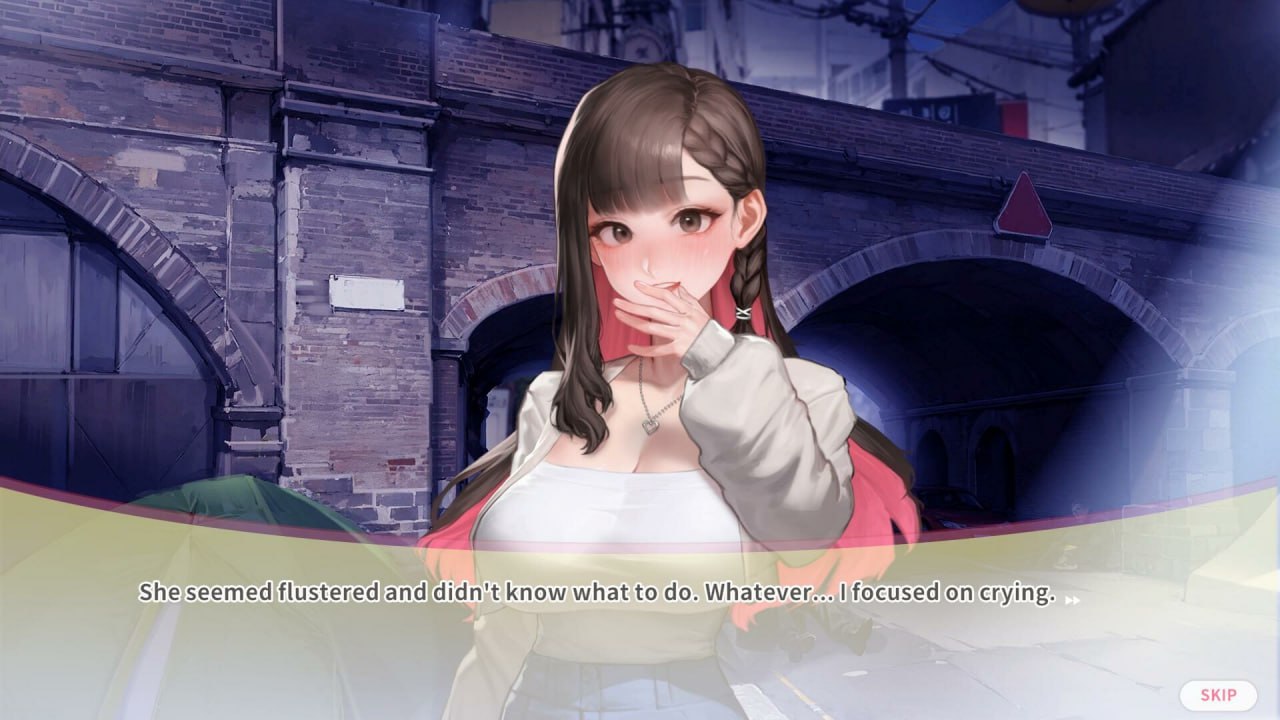 She seemed flustered and didn't know what to do. Whatever... I focused on crying.
SKIP